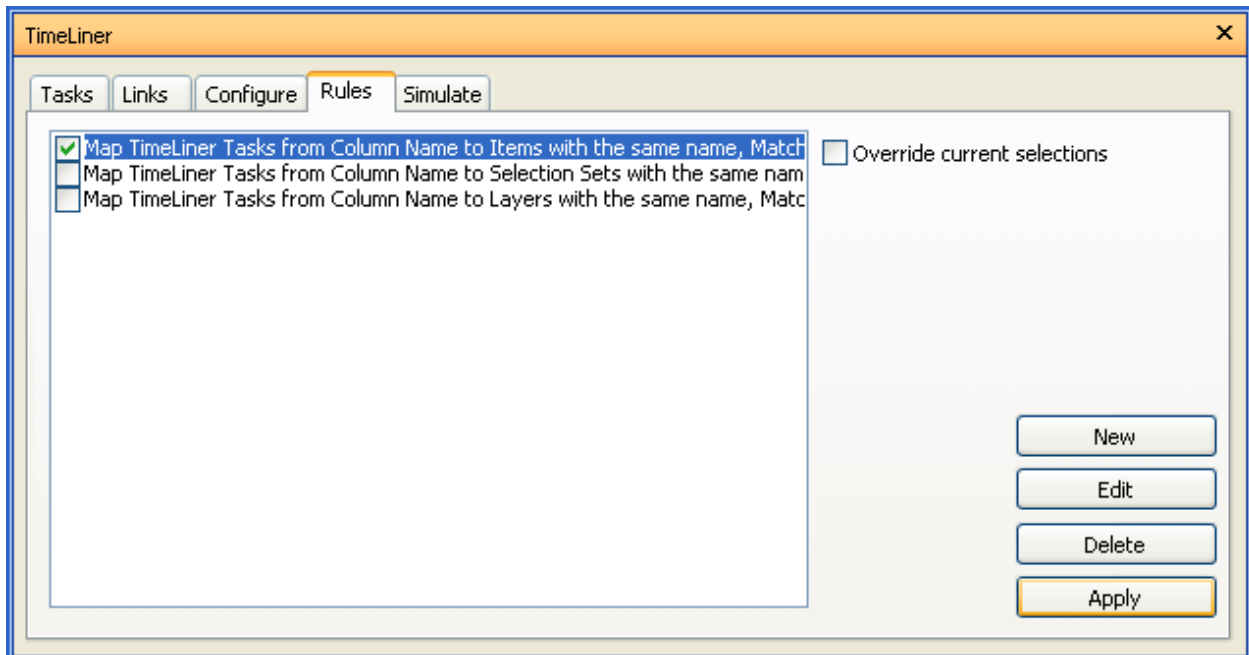 TimeLiner
Tasks Links Configure Rules Simulate
Map TimeLiner Tasks from Column Name to Items with the same name, Match
Map TimeLiner Tasks from Column Name to Selection Sets with the same nam
Map TimeLiner Tasks from Column Name to Layers with the same name, Matc
Override current selections
New
Edit
Delete
Apply